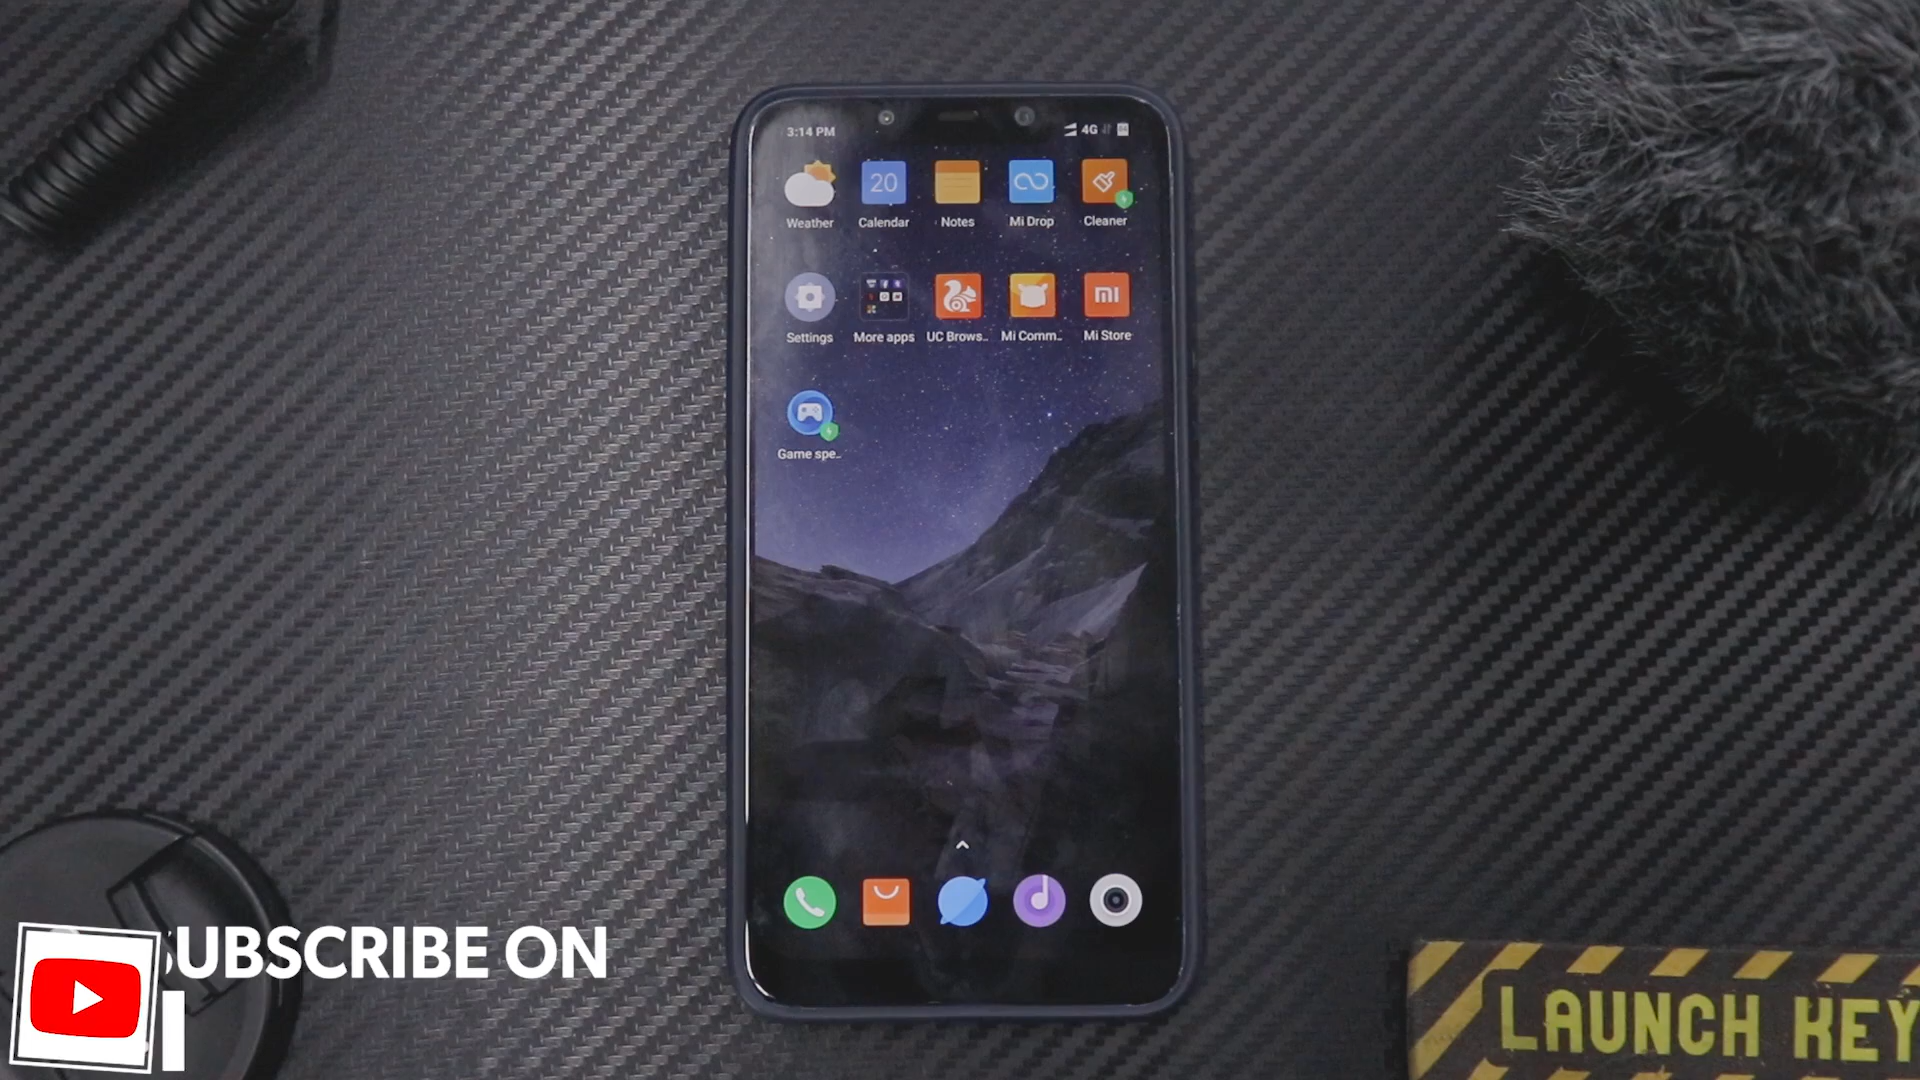 3:14 PM
4G
Weather
20
Calendar
Notes
Mi Drop
Cleaner
Settings
More apps
UC Brows..
Mi Comm..
Mi Store
Game spe..
UBSCRIBE ON
LAUNCH KEY